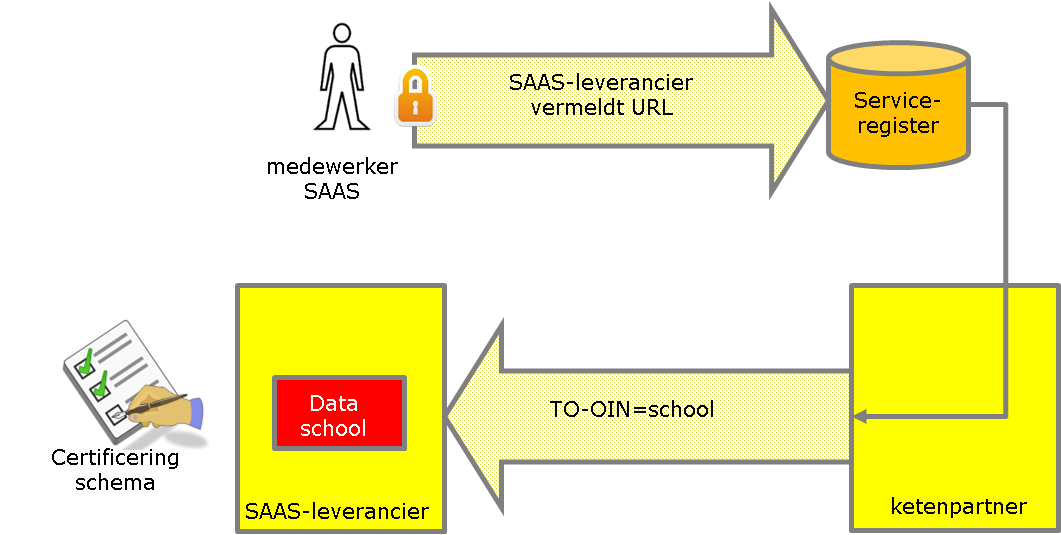 SAAS-leverancier
vermeldt URL
Service-
register
medewerker
SAAS
Data
school
TO-OIN=school
Certificering
schema
SAAS-leverancier
ketenpartner